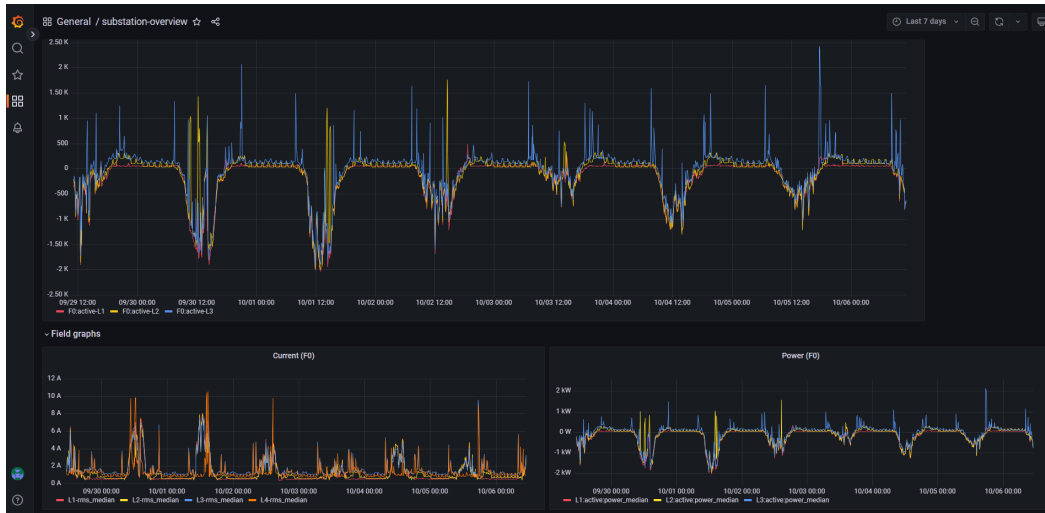 General / substation-overview
Last 7 days
2.50 K
2 K
1.50 K
1 K
500
0
-500
-1 K
-1.50 K
-2 K
-2.50 K
09/29 12:00 09/30 00:00 09/30 12:00 10/01 00:00 10/01 12:00 10/02 00:00 10/02 12:00 10/03 00:00 10/03 12:00 10/04 00:00 10/04 12:00 10/05 00:00 10/05 12:00 10/06 00:00
F0:active-L1 F0:active-L2 F0:active-L3
Field graphs
Current (F0)
12 A
10 A
8 A
6 A
4 A
2 A
0 A
09/30 00:00 10/01 00:00 10/02 00:00 10/03 00:00 10/04 00:00 10/05 00:00 10/06 00:00
L1-rms_median L2-rms_median L3-rms_median L4-rms_median
Power (F0)
2 kW
1 kW
0 W
-1 kW
-2 kW
09/30 00:00 10/01 00:00 10/02 00:00 10/03 00:00 10/04 00:00 10/05 00:00 10/06 00:00
L1:active:power_median L2:active:power_median L3:active:power_median